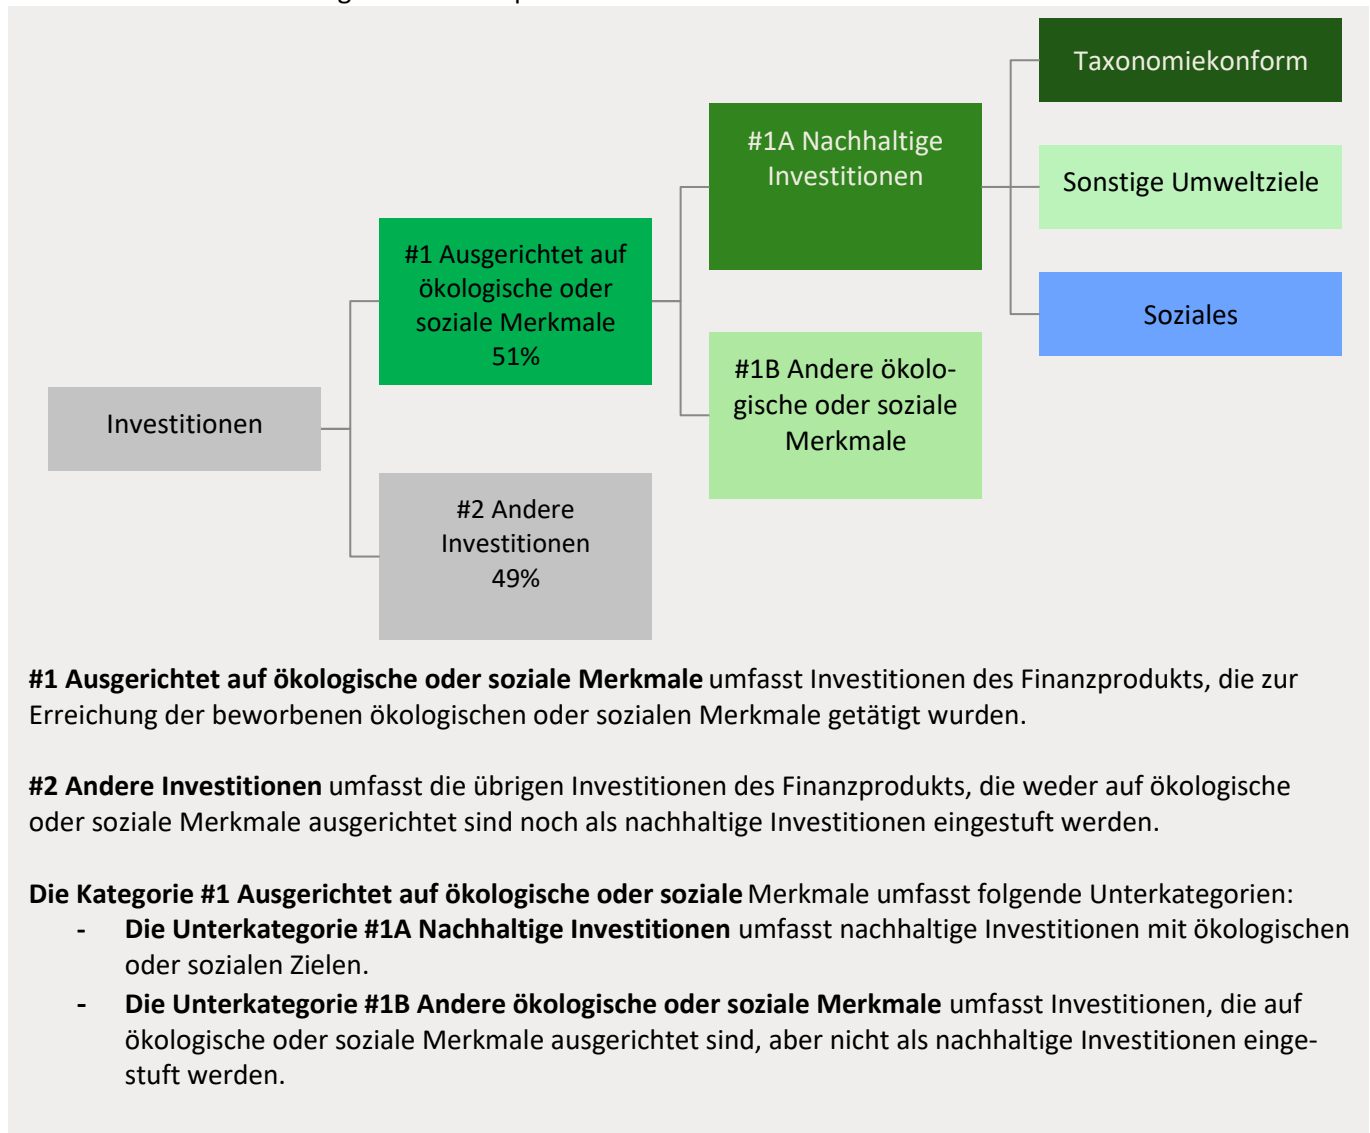 Taxonomiekonform
#1A Nachhaltige
Investitionen
Sonstige Umweltziele
#1 Ausgerichtet auf
ökologische oder
soziale Merkmale
51%
Soziales
#1B Andere ökolo-
gische oder soziale
Merkmale
Investitionen
#2 Andere
Investitionen
49%
#1 Ausgerichtet auf ökologische oder soziale Merkmale umfasst Investitionen des Finanzprodukts, die zur
Erreichung der beworbenen ökologischen oder sozialen Merkmale getätigt wurden.
#2 Andere Investitionen umfasst die übrigen Investitionen des Finanzprodukts, die weder auf ökologische
oder soziale Merkmale ausgerichtet sind noch als nachhaltige Investitionen eingestuft werden.
Die Kategorie #1 Ausgerichtet auf ökologische oder soziale Merkmale umfasst folgende Unterkategorien:
- Die Unterkategorie #1A Nachhaltige Investitionen umfasst nachhaltige Investitionen mit ökologischen
oder sozialen Zielen.
- Die Unterkategorie #1B Andere ökologische oder soziale Merkmale umfasst Investitionen, die auf
ökologische oder soziale Merkmale ausgerichtet sind, aber nicht als nachhaltige Investitionen einge-
stuft werden.